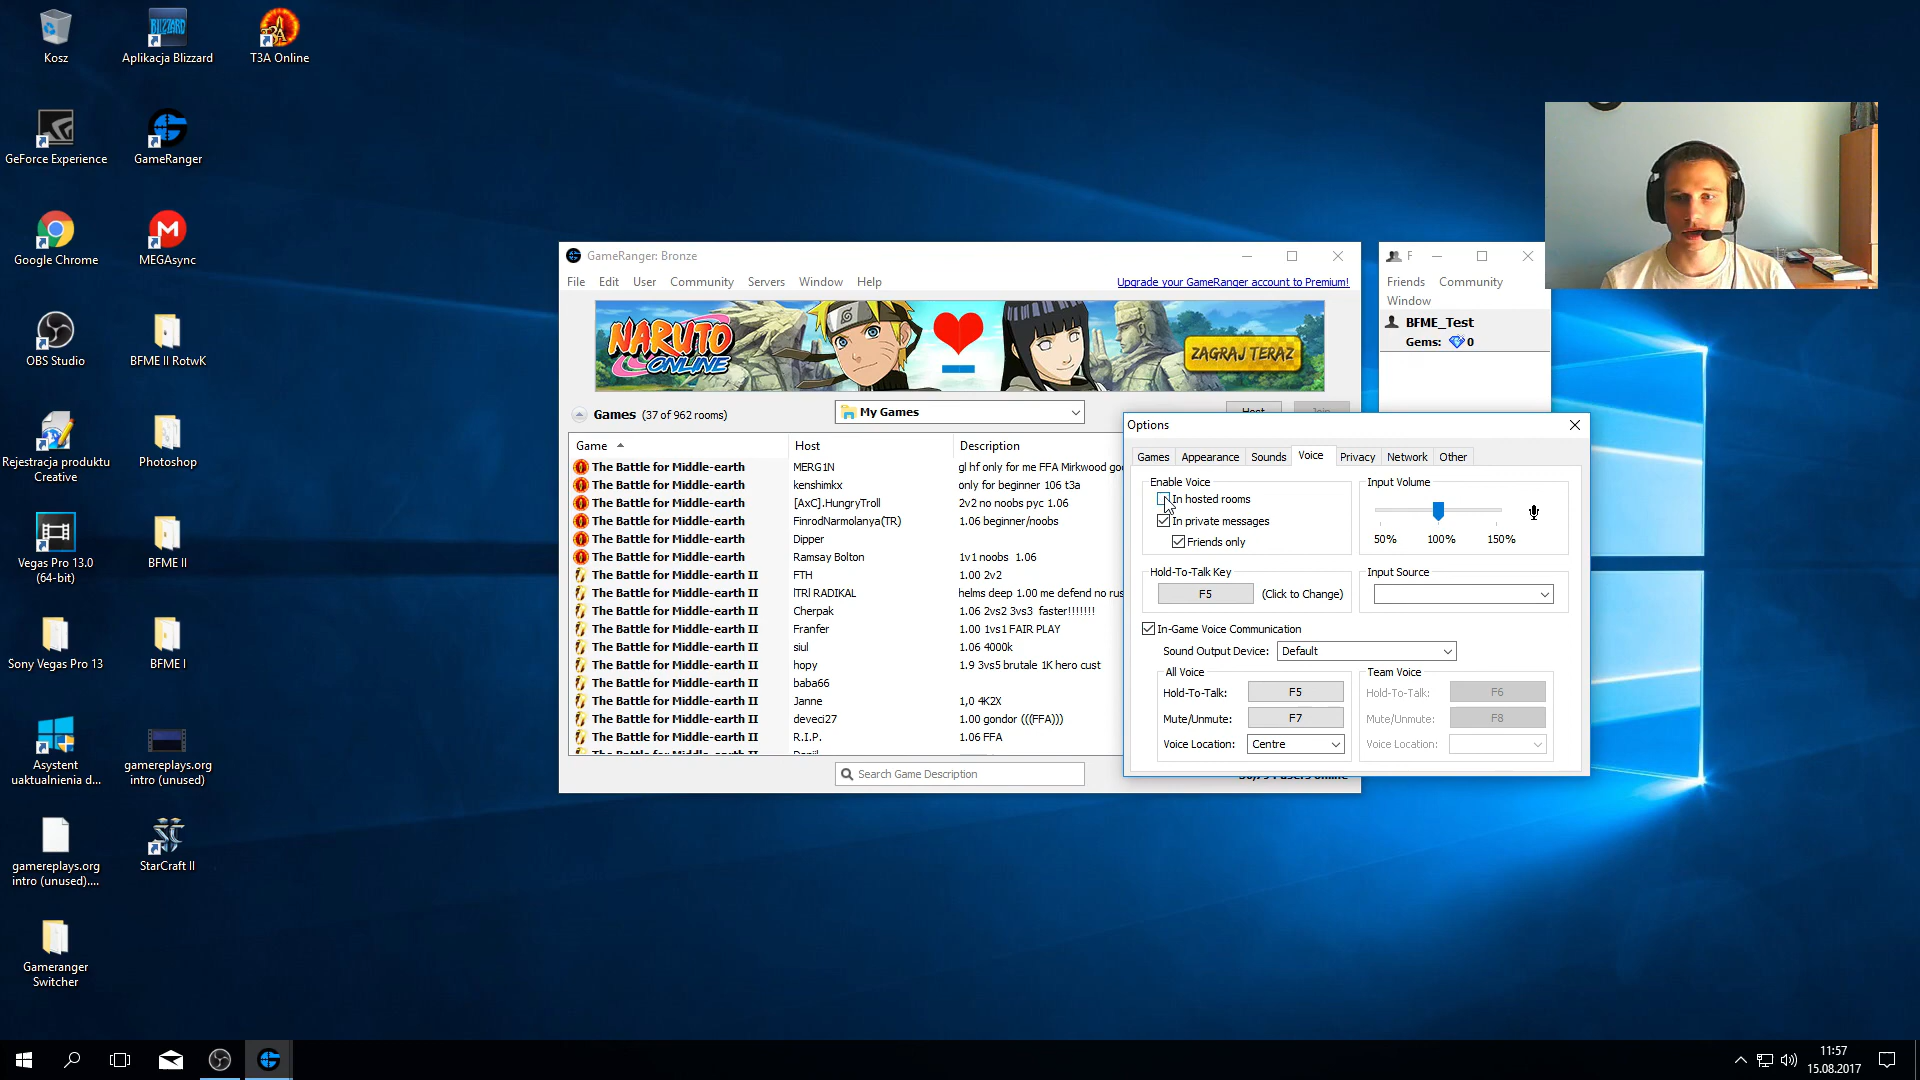 Kosz
Aplikacja Blizzard
T3A Online
GeForce Experience
GameRanger
Google Chrome
MEGAsync
OBS Studio
BFME II RotwK
Rejestracja produktu
Creative
Photoshop
Vegas Pro 13.0
(64-bit)
BFME II
Sony Vegas Pro 13
BFME I
Asystent
uaktualnienia d...
gamereplays.org
intro (unused)
gamereplays.org
intro (unused)....
StarCraft II
Gameranger
Switcher
GameRanger: Bronze
File Edit User Community Servers Window Help
Upgrade your GameRanger account to Premium!
NARUTO
ONLINE
ZAGRAJ TERAZ
Games (37 of 962 rooms)
My Games
Host
Join
Game Host Description
The Battle for Middle-earth MERG1N gl hf only for me FFA Mirkwood goo
The Battle for Middle-earth kenshimkx only for beginner 106 t3a
The Battle for Middle-earth [AxC].HungryTroll 2v2 no noobs pyc 1.06
The Battle for Middle-earth FinrodNarmolanya(TR) 1.06 beginner/noobs
The Battle for Middle-earth Dipper
The Battle for Middle-earth Ramsay Bolton 1v1 noobs 1.06
The Battle for Middle-earth II FTH 1.00 2v2
The Battle for Middle-earth II lTRl RADIKAL helms deep 1.00 me defend no rus
The Battle for Middle-earth II Cherpak 1.06 2vs2 3vs3 faster!!!!!!!
The Battle for Middle-earth II Franfer 1.00 1vs1 FAIR PLAY
The Battle for Middle-earth II siul 1.06 4000k
The Battle for Middle-earth II hopy 1.9 3vs5 brutale 1K hero cust
The Battle for Middle-earth II baba66
The Battle for Middle-earth II Janne 1,0 4K2X
The Battle for Middle-earth II deveci27 1.00 gondor (((FFA)))
The Battle for Middle-earth II R.I.P. 1.06 FFA
The Battle for Middle-earth II
Search Game Description
users online
F
Friends Community
Window
BFME_Test
Gems: 0
Options
Games Appearance Sounds Voice Privacy Network Other
Enable Voice
In hosted rooms
In private messages
Friends only
Input Volume
50% 100% 150%
Hold-To-Talk Key
F5 (Click to Change)
Input Source
In-Game Voice Communication
Sound Output Device: Default
All Voice
Hold-To-Talk: F5
Mute/Unmute: F7
Voice Location: Centre
Team Voice
Hold-To-Talk: F6
Mute/Unmute: F8
Voice Location:
11:57
15.08.2017